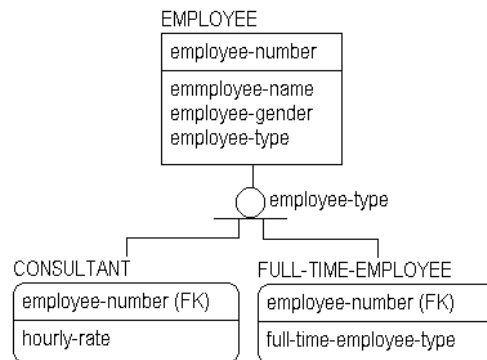 EMPLOYEE
employee-number
emmployee-name
employee-gender
employee-type
employee-type
CONSULTANT
employee-number (FK)
hourly-rate
FULL-TIME-EMPLOYEE
employee-number (FK)
full-time-employee-type